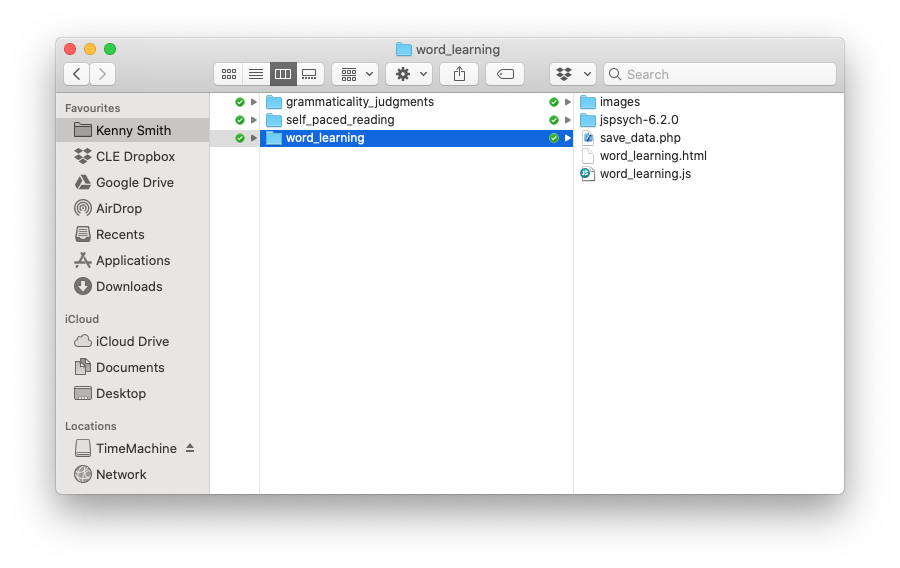 word_learning
Search
Favourites
Kenny Smith
CLE Dropbox
Google Drive
AirDrop
Recents
Applications
Downloads
iCloud
iCloud Drive
Documents
Desktop
Locations
TimeMachine
Network
grammaticality_judgments
self_paced_reading
word_learning
images
jspsych-6.2.0
save_data.php
word_learning.html
word_learning.js